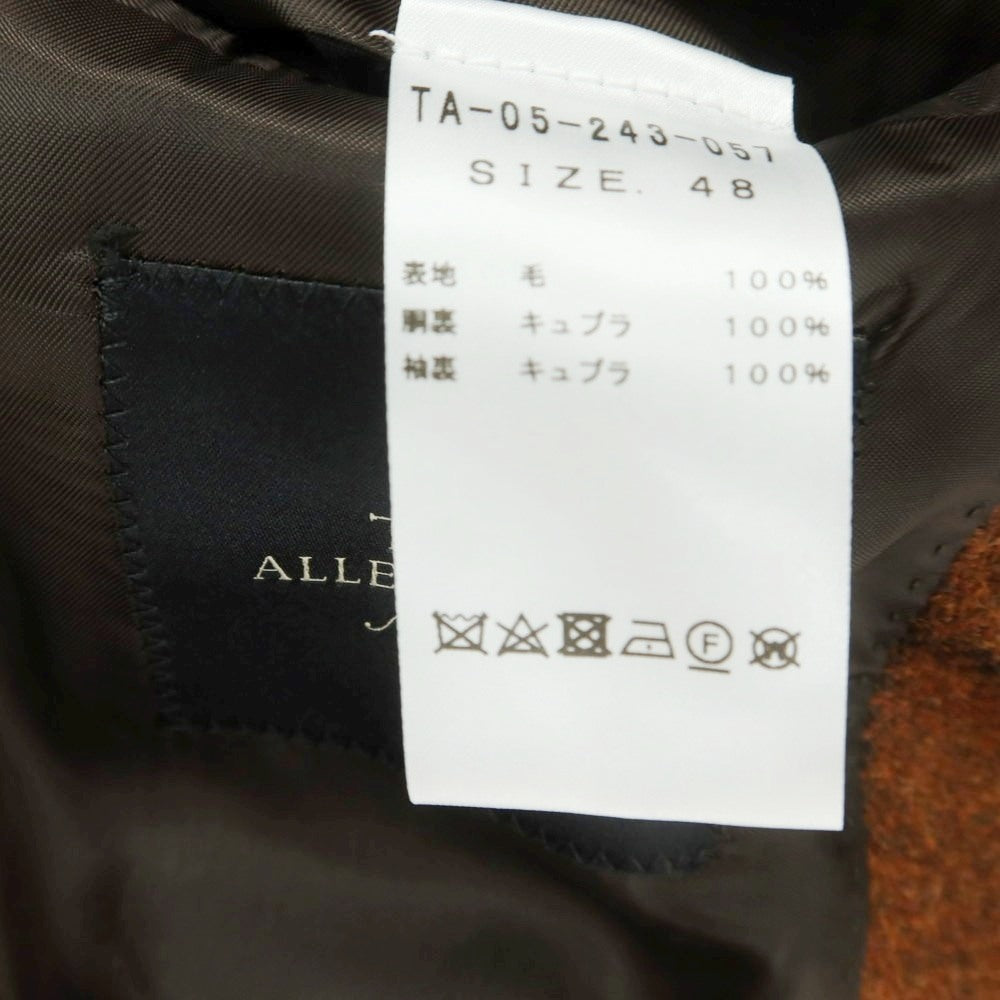 TA-05-243-057
SIZE. 48
表地 毛 100%
胴裏 キュプラ 100%
袖裏 キュプラ 100%
ALLE
F
W